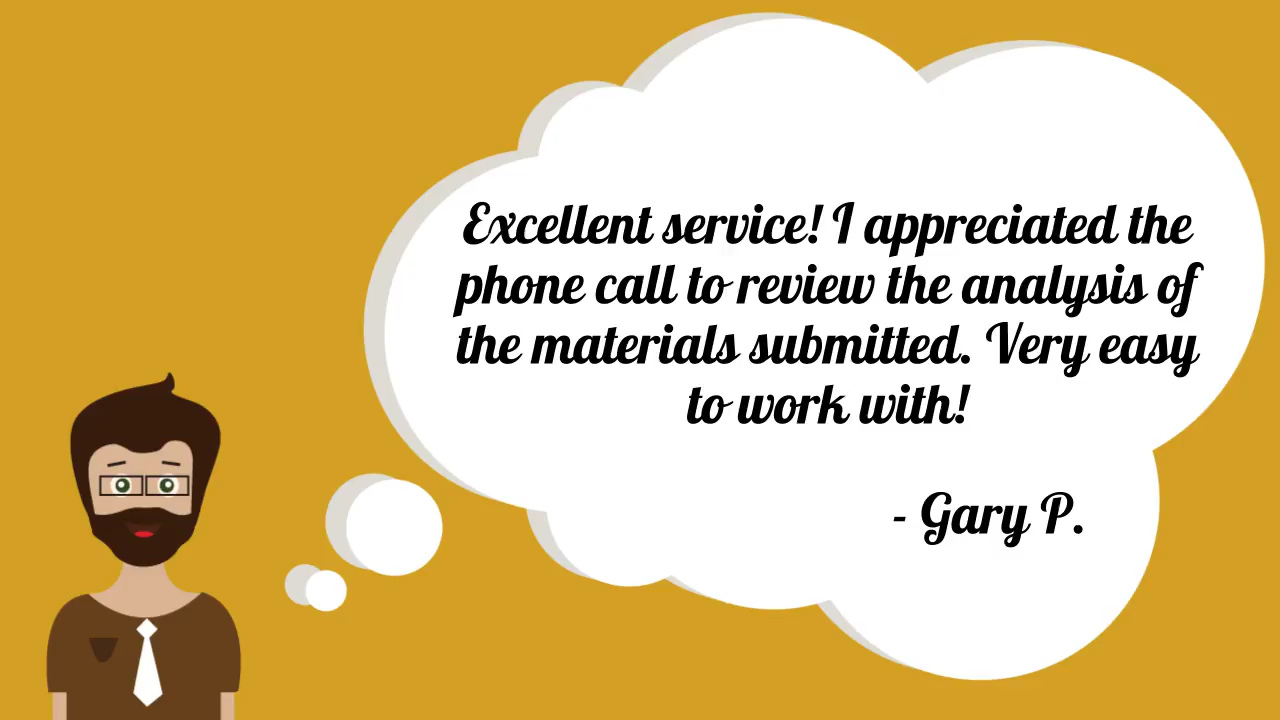 Excellent service! I appreciated the
phone call to review the analysis of
the materials submitted. Very easy
to work with!
- Gary P.